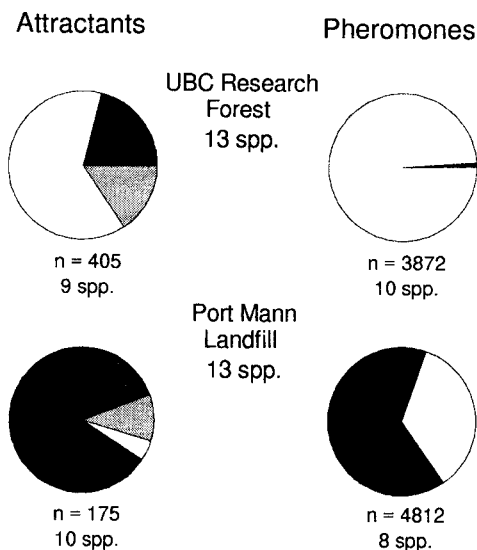 Attractants
Pheromones
UBC Research
Forest
13 spp.
n = 405
9 spp.
n = 3872
10 spp.
Port Mann
Landfill
13 spp.
n = 175
10 spp.
n = 4812
8 spp.